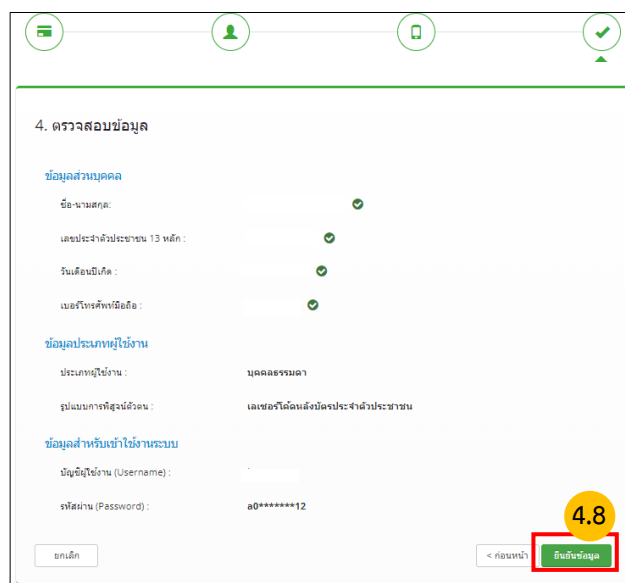 4. ตรวจสอบข้อมูล
ข้อมูลส่วนบุคคล
ชื่อ-นามสกุล:
เลขประจำตัวประชาชน 13 หลัก :
วันเดือนปีเกิด :
เบอร์โทรศัพท์มือถือ :
ข้อมูลประเภทผู้ใช้งาน
ประเภทผู้ใช้งาน : บุคคลธรรมดา
รูปแบบการพิสูจน์ตัวตน : เลเซอร์โค้ดหลังบัตรประจำตัวประชาชน
ข้อมูลสำหรับเข้าใช้งานระบบ
บัญชีผู้ใช้งาน (Username) :
รหัสผ่าน (Password) : a0*******12
4.8
ยกเลิก < ก่อนหน้า ยืนยันข้อมูล